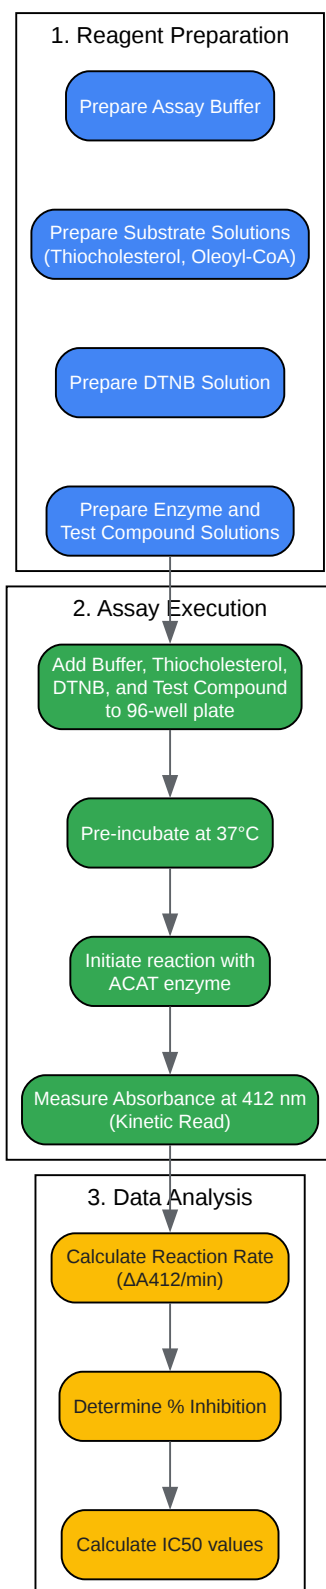 1. Reagent Preparation
Prepare Assay Buffer
Prepare Substrate Solutions
(Thiocholesterol, Oleoyl-CoA)
Prepare DTNB Solution
Prepare Enzyme and
Test Compound Solutions
2. Assay Execution
Add Buffer, Thiocholesterol,
DTNB, and Test Compound
to 96-well plate
Pre-incubate at 37°C
Initiate reaction with
ACAT enzyme
Measure Absorbance at 412 nm
(Kinetic Read)
3. Data Analysis
Calculate Reaction Rate
(ΔA412/min)
Determine % Inhibition
Calculate IC50 values